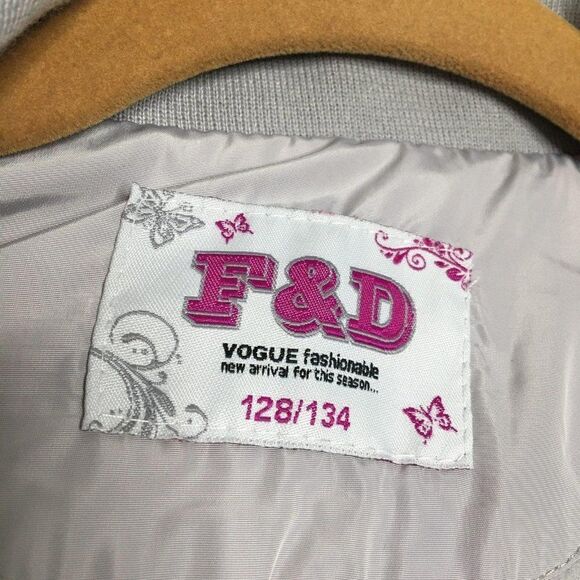 F&D
VOGUE fashionable
new arrival for this season...
128/134